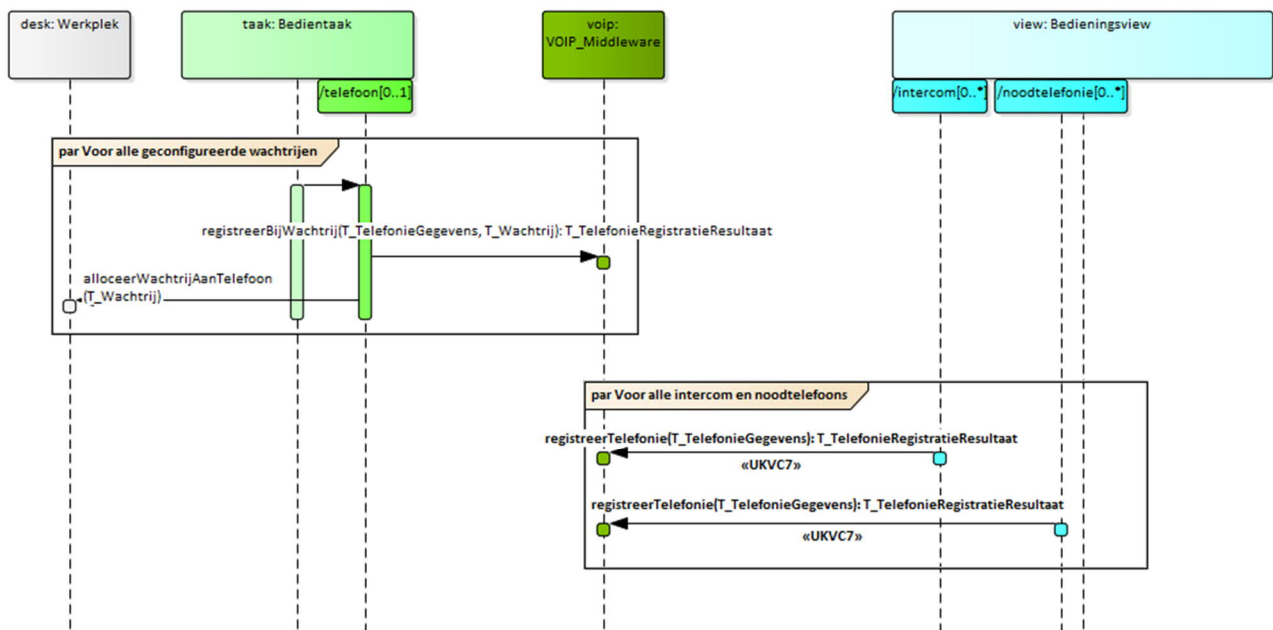 desk: Werkplek
taak: Bedientaak
voip:
VOIP_Middleware
view: Bedieningsview
/telefoon[0..1]
/intercom[0..*]
/noodtelefonie[0..*]
par Voor alle geconfigureerde wachtrijen
registreerBijWachtrij(T_TelefonieGegevens, T_Wachtrij): T_TelefonieRegistratieResultaat
alloceerWachtrijAanTelefoon
(T_Wachtrij)
par Voor alle intercom en noodtelefoons
registreerTelefonie(T_TelefonieGegevens): T_TelefonieRegistratieResultaat
«UKVC7»
registreerTelefonie(T_TelefonieGegevens): T_TelefonieRegistratieResultaat
«UKVC7»